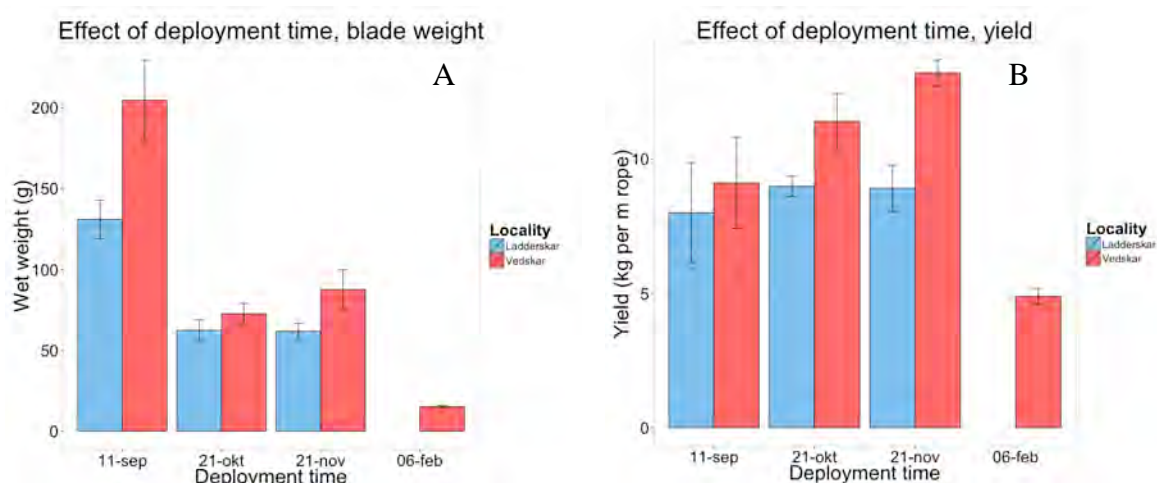 Effect of deployment time, blade weight
A
Wet weight (g)
200
150
100
50
0
11-sep
21-okt
21-nov
06-feb
Deployment time
Locality
Ladderskar
Vedskar
Effect of deployment time, yield
B
Yield (kg per m rope)
10
5
0
11-sep
21-okt
21-nov
06-feb
Deployment time
Locality
Ladderskar
Vedskar